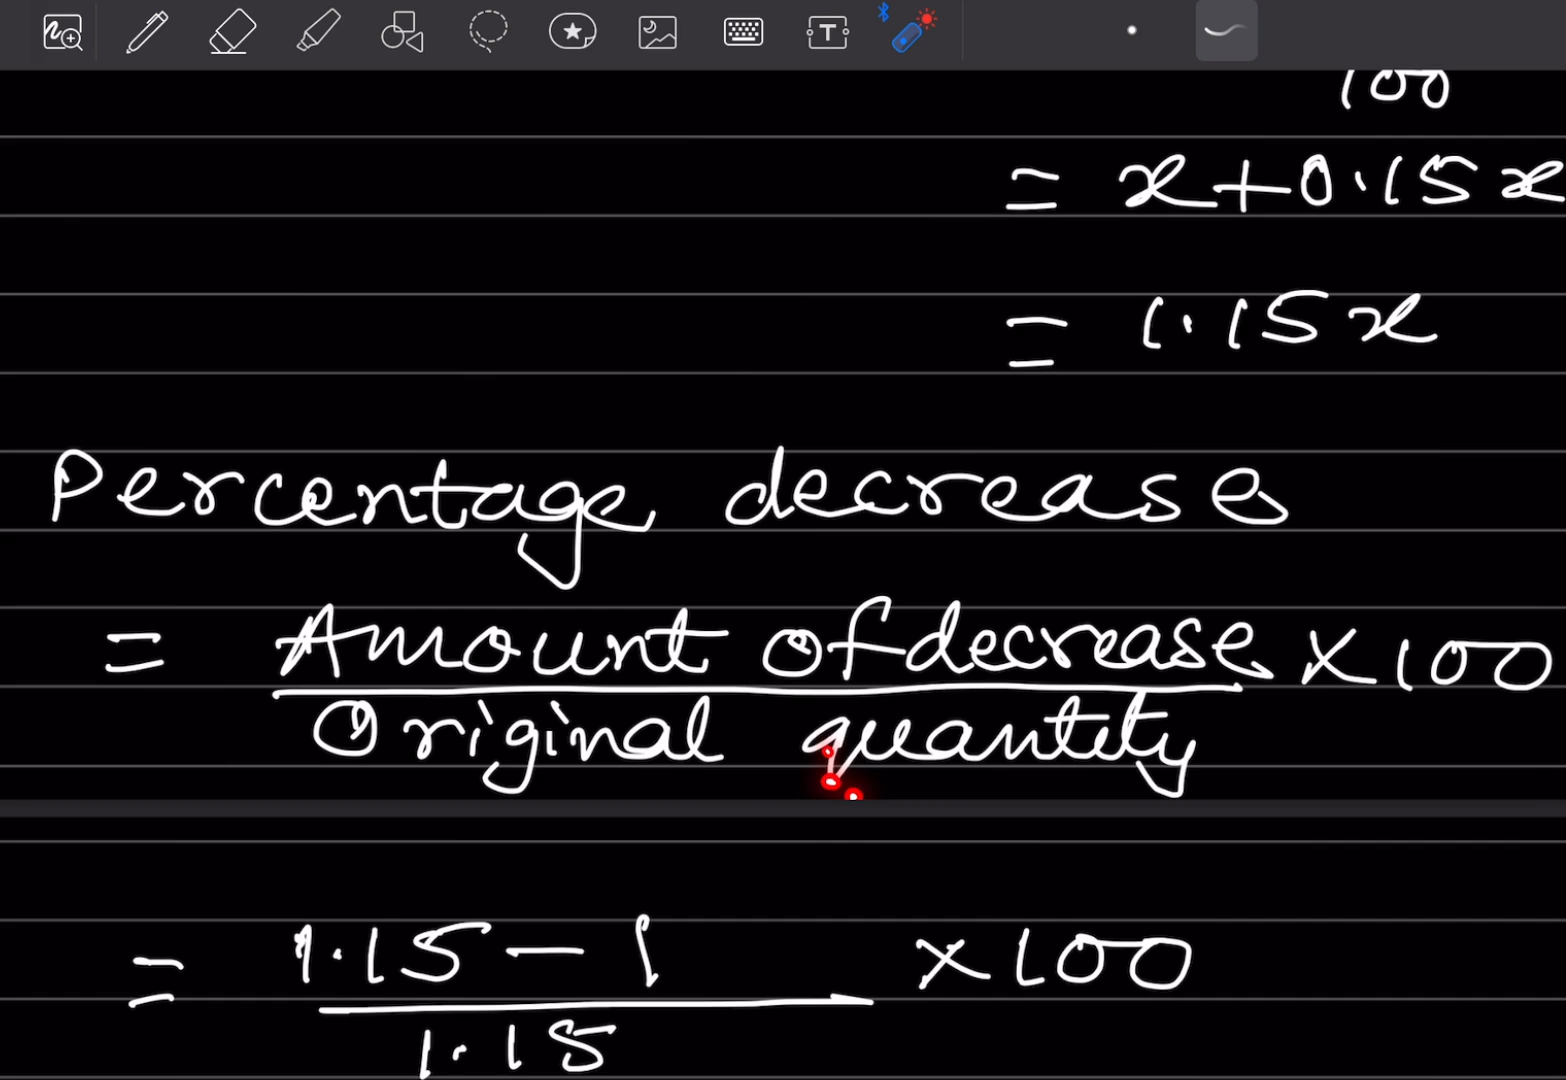 100
= x+0.15x
= 1.15x
Percentage decrease
= Amount of decrease × 100
Original quantity
= 1.15 - 1 × 100
1.15